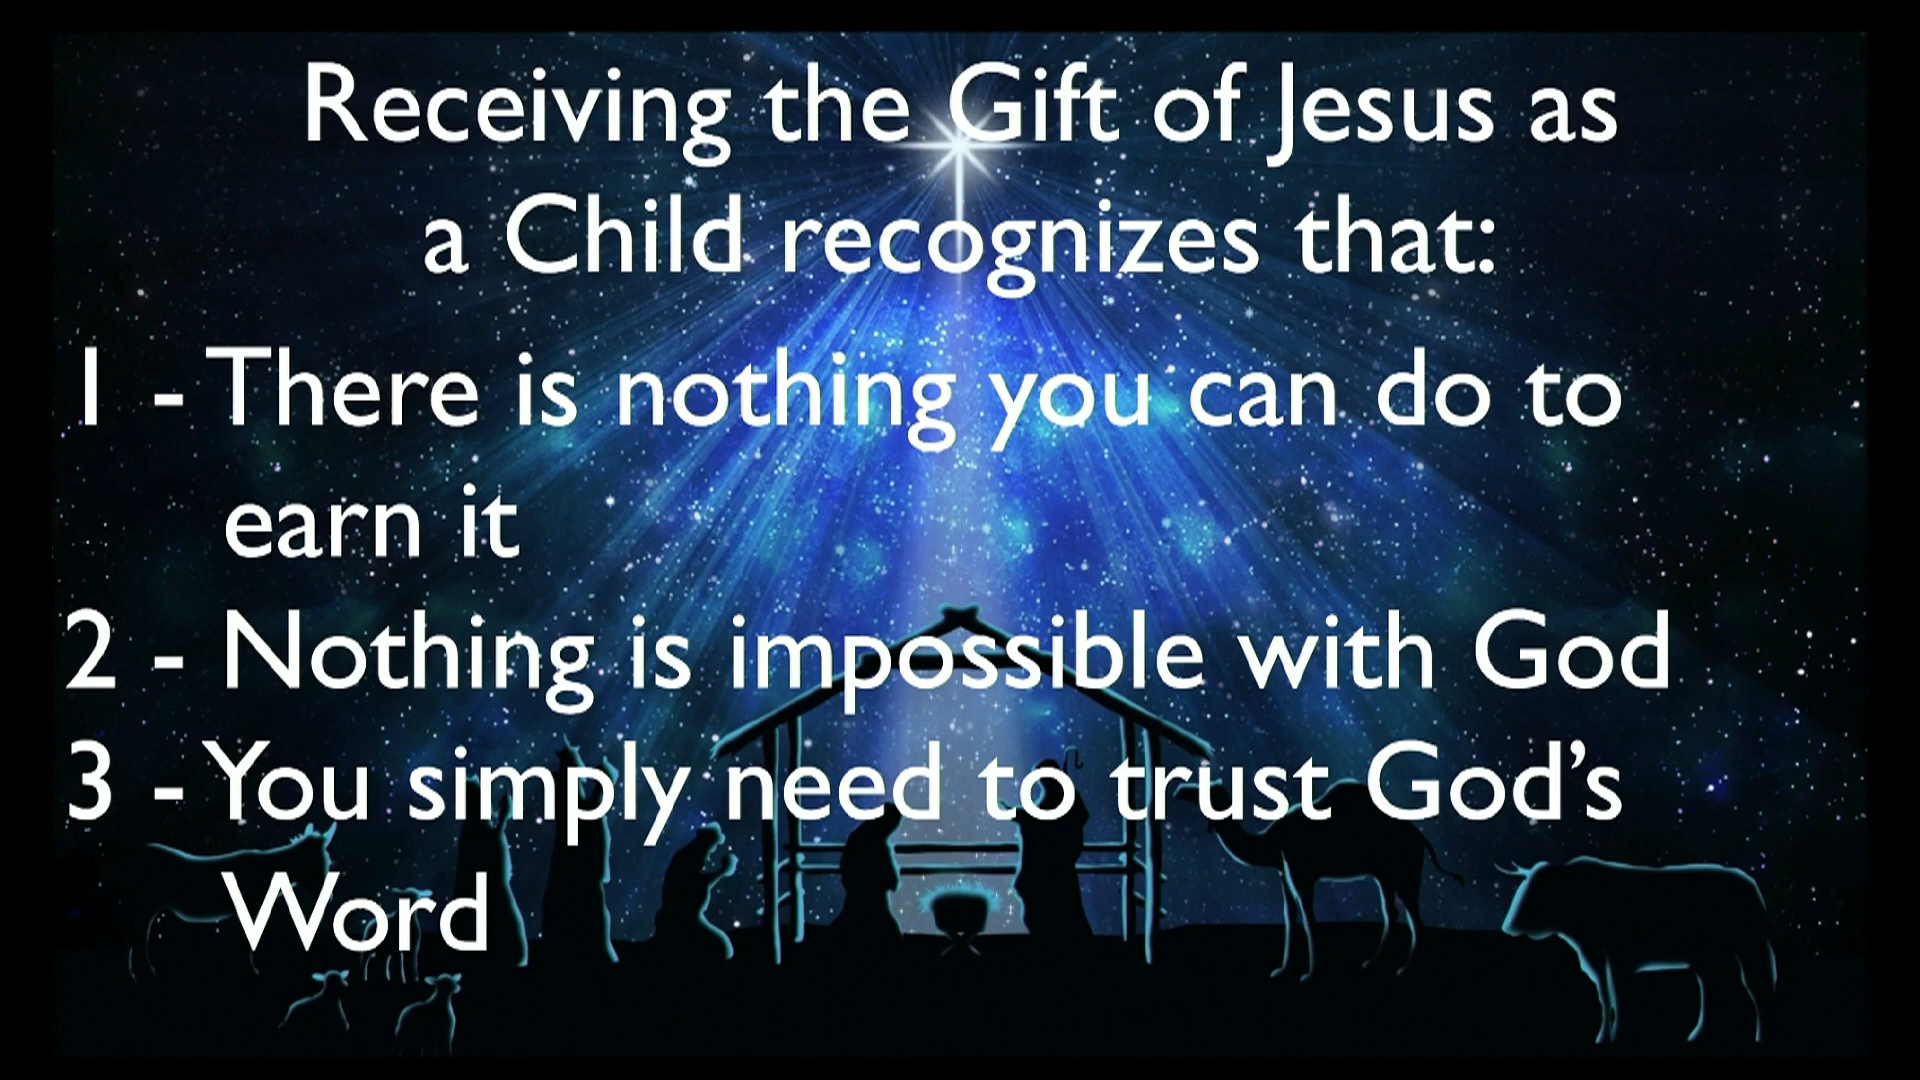 Receiving the Gift of Jesus as
a Child recognizes that:
1 - There is nothing you can do to
earn it
2 - Nothing is impossible with God
3 - You simply need to trust God’s
Word